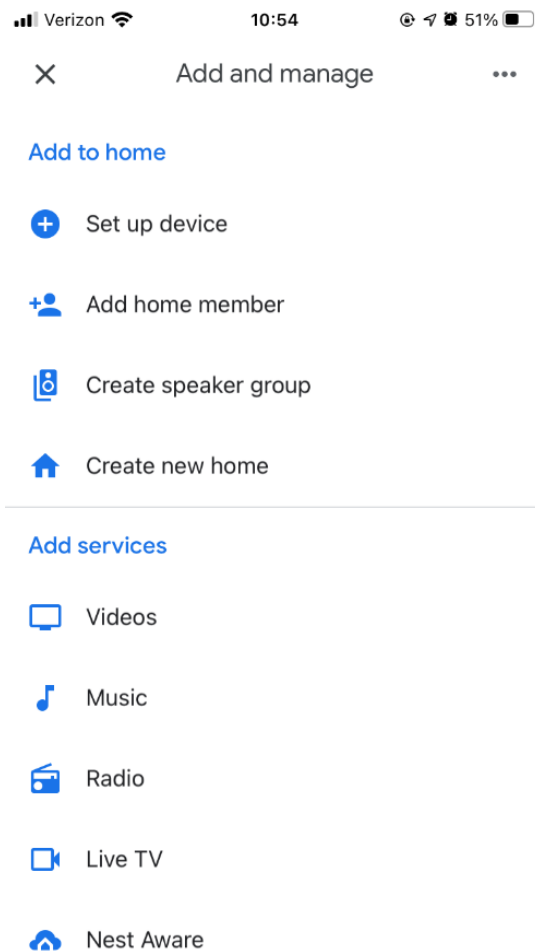 Verizon 10:54 51%
Add and manage
Add to home
Set up device
Add home member
Create speaker group
Create new home
Add services
Videos
Music
Radio
Live TV
Nest Aware